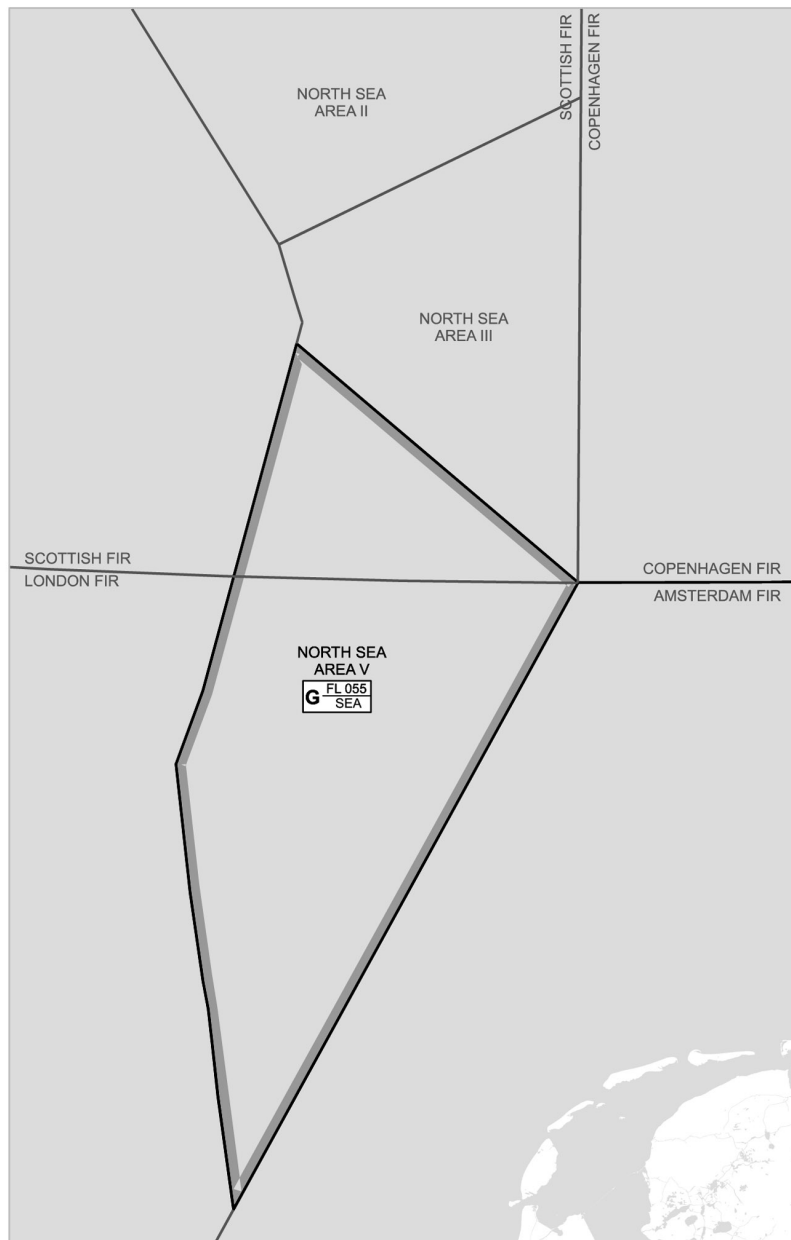 SCOTTISH FIR
COPENHAGEN FIR
NORTH SEA
AREA II
NORTH SEA
AREA III
SCOTTISH FIR
LONDON FIR
COPENHAGEN FIR
AMSTERDAM FIR
NORTH SEA
AREA V
G FL 055
SEA